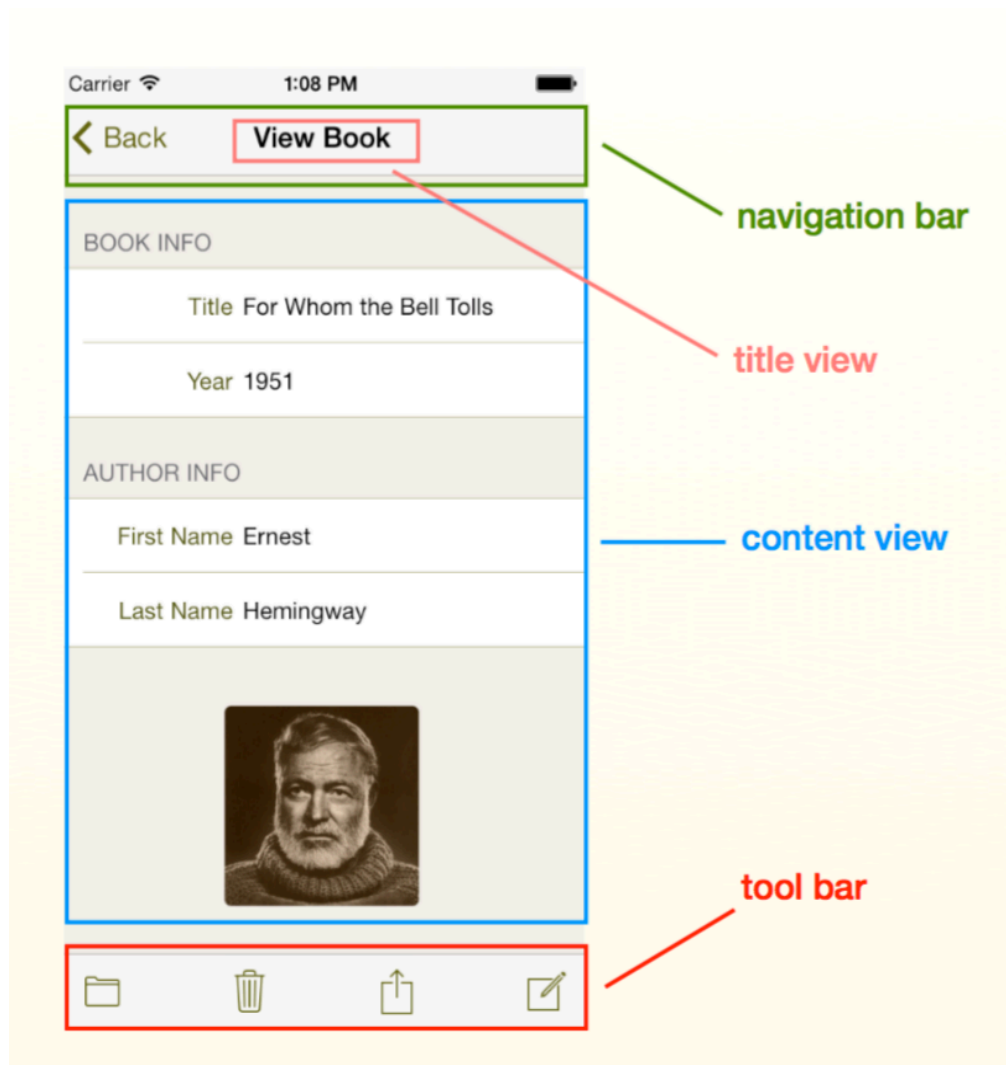 Carrier 1:08 PM
Back View Book
navigation bar
BOOK INFO
Title For Whom the Bell Tolls
title view
Year 1951
AUTHOR INFO
First Name Ernest
content view
Last Name Hemingway
tool bar